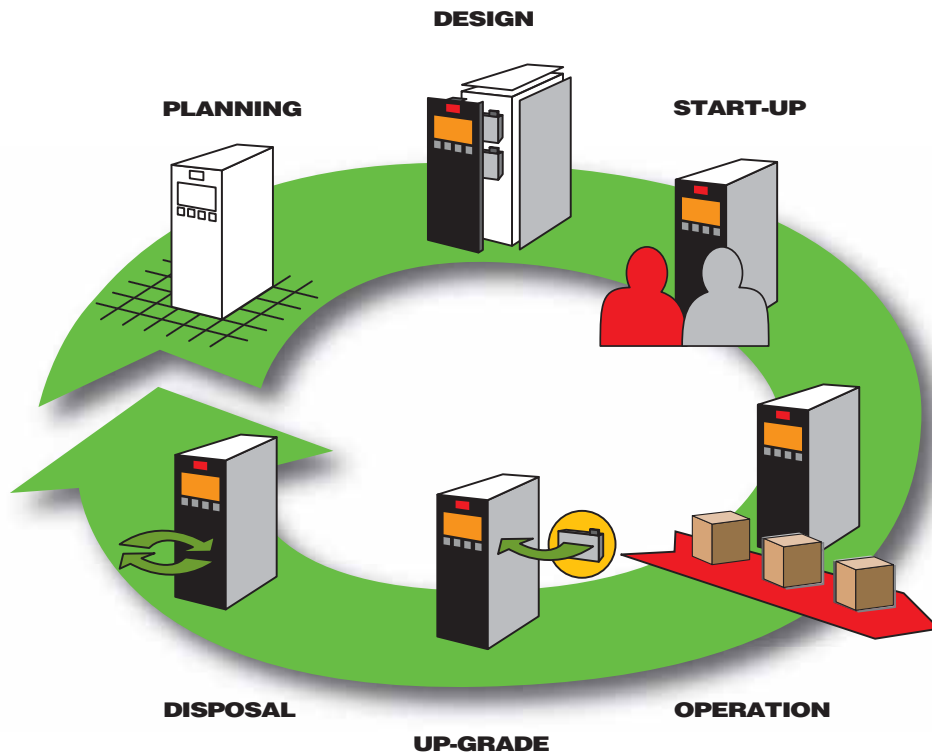 DESIGN
PLANNING
START-UP
DISPOSAL
OPERATION
UP-GRADE